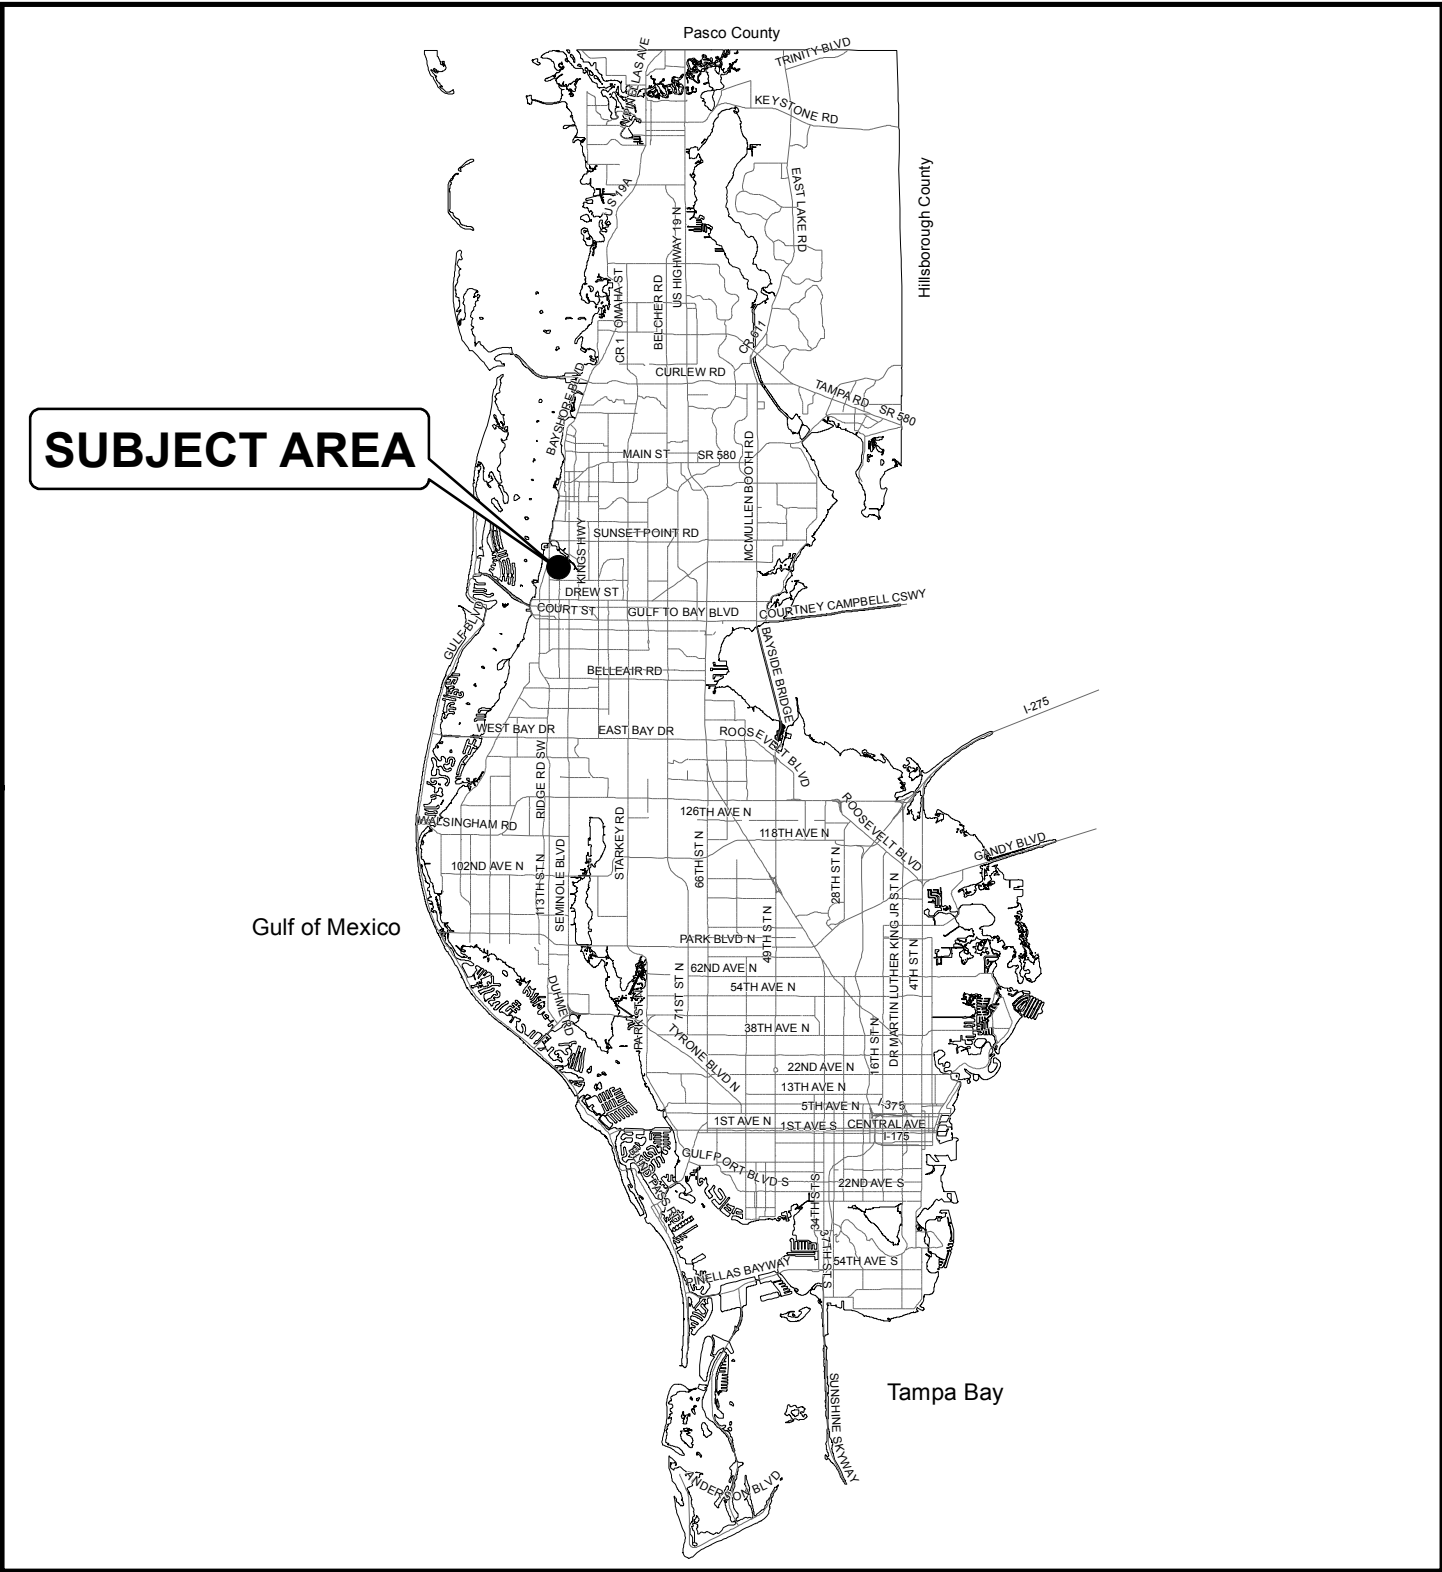 Pasco County
PINELLAS AVE
TRINITY BLVD
KEYSTONE RD
Hillsborough County
EAST LAKE RD
US 19A
US HIGHWAY 19 N
OMAHA ST
CR 1
BELCHER RD
CR 611
CURLEW RD
BAYSHORE BLVD
TAMPA RD
SR 580
SUBJECT AREA
MAIN ST
SR 580
MCMULLEN BOOTH RD
SUNSET POINT RD
KINGS HWY
DREW ST
COURT ST
GULF TO BAY BLVD
COURTNEY CAMPBELL CSWY
GULF BLVD
BAYSIDE BRIDGE
BELLEAIR RD
I-275
WEST BAY DR
EAST BAY DR
ROOSEVELT BLVD
RIDGE RD SW
WALSINGHAM RD
STARKEY RD
126TH AVE N
118TH AVE N
ROOSEVELT BLVD
GANDY BLVD
102ND AVE N
113TH ST N
SEMINOLE BLVD
66TH ST N
28TH ST N
DR MARTIN LUTHER KING JR ST N
Gulf of Mexico
PARK BLVD N
49TH ST N
4TH ST N
62ND AVE N
71ST ST N
54TH AVE N
DUHME RD
PARK ST N
38TH AVE N
16TH ST N
TYRONE BLVD N
22ND AVE N
13TH AVE N
5TH AVE N
I-375
1ST AVE N
1ST AVE S
CENTRAL AVE
I-175
GULFPORT BLVD S
22ND AVE S
34TH ST S
37TH ST S
54TH AVE S
PINELLAS BAYWAY
Tampa Bay
SUNSHINE SKYWAY
ANDERSON BLVD